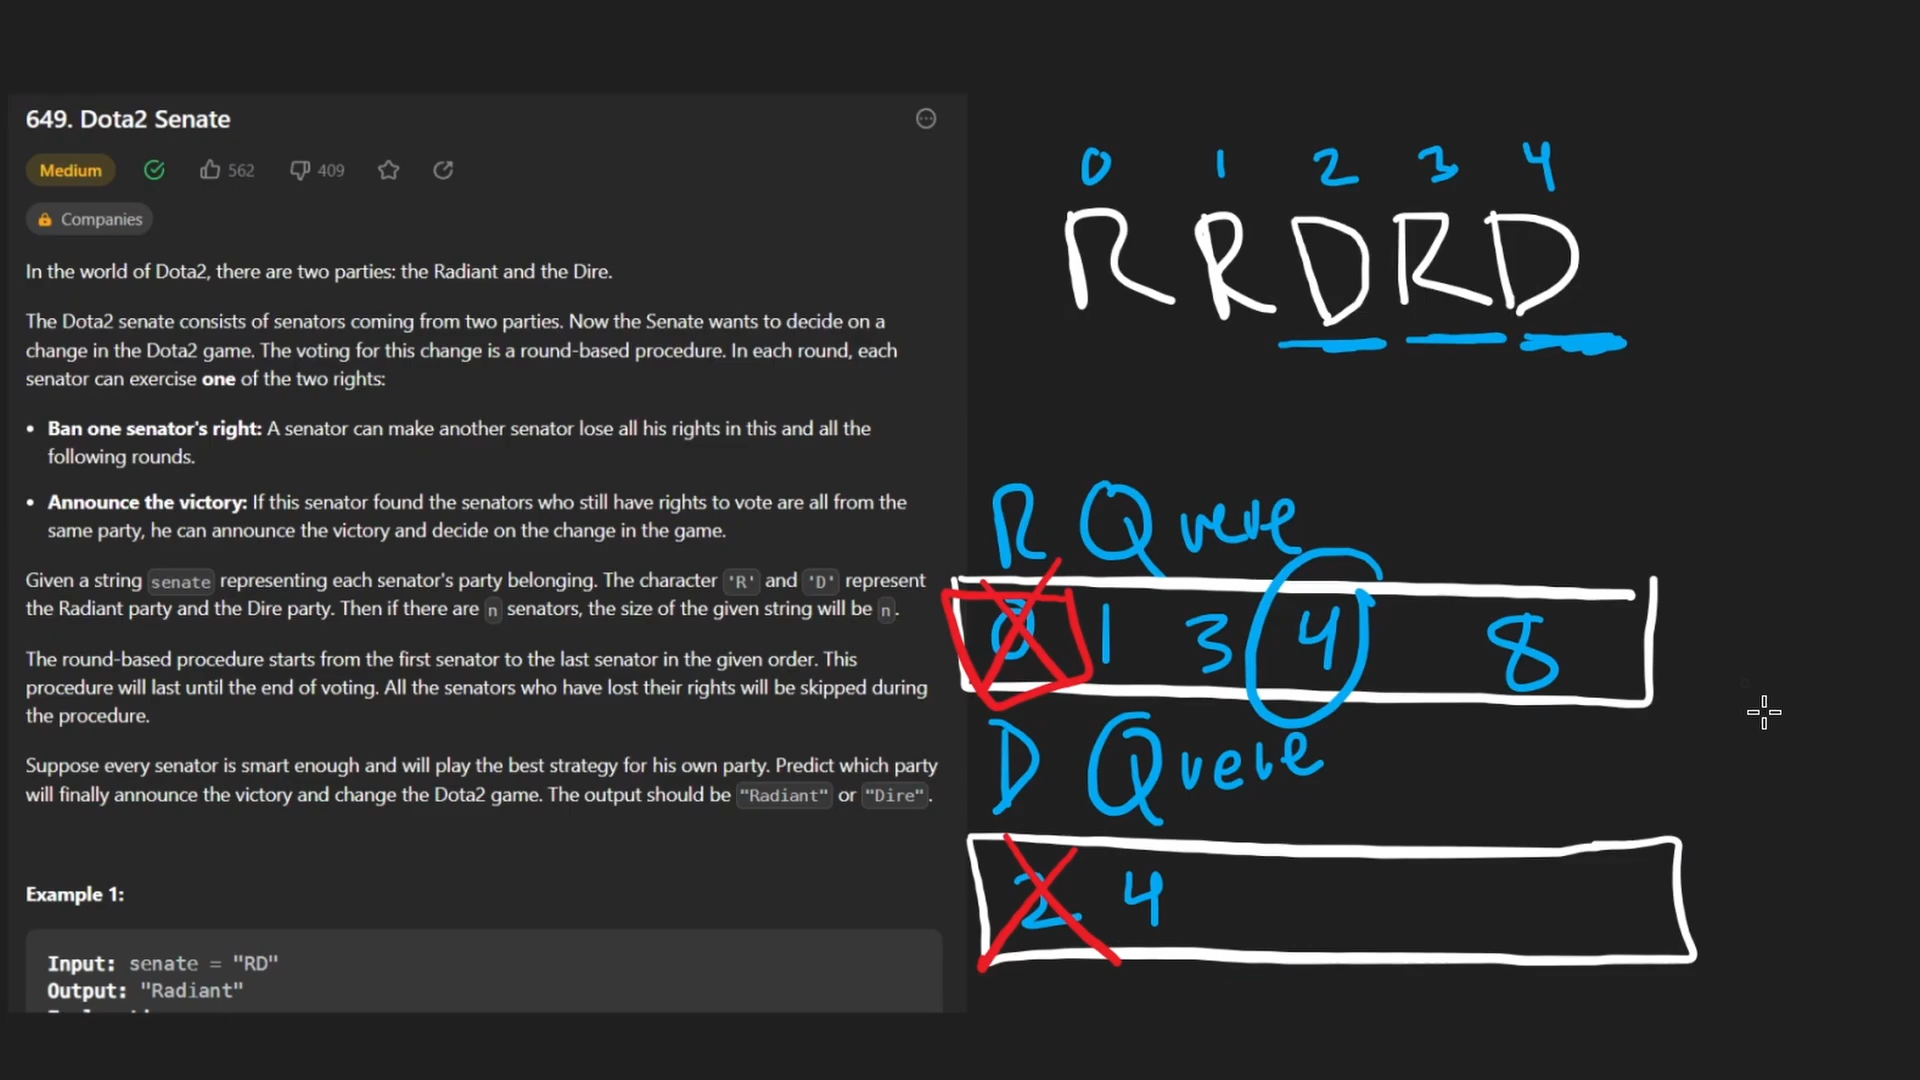 649. Dota2 Senate
Medium 562 409
Companies
In the world of Dota2, there are two parties: the Radiant and the Dire.
The Dota2 senate consists of senators coming from two parties. Now the Senate wants to decide on a
change in the Dota2 game. The voting for this change is a round-based procedure. In each round, each
senator can exercise one of the two rights:
• Ban one senator's right: A senator can make another senator lose all his rights in this and all the
following rounds.
• Announce the victory: If this senator found the senators who still have rights to vote are all from the
same party, he can announce the victory and decide on the change in the game.
Given a string senate representing each senator's party belonging. The character 'R' and 'D' represent
the Radiant party and the Dire party. Then if there are n senators, the size of the given string will be n.
The round-based procedure starts from the first senator to the last senator in the given order. This
procedure will last until the end of voting. All the senators who have lost their rights will be skipped during
the procedure.
Suppose every senator is smart enough and will play the best strategy for his own party. Predict which party
will finally announce the victory and change the Dota2 game. The output should be "Radiant" or "Dire".
Example 1:
Input: senate = "RD"
Output: "Radiant"
0 1 2 3 4
R R D R D
R Queue
0 1 3 4 8
D Queue
2 4